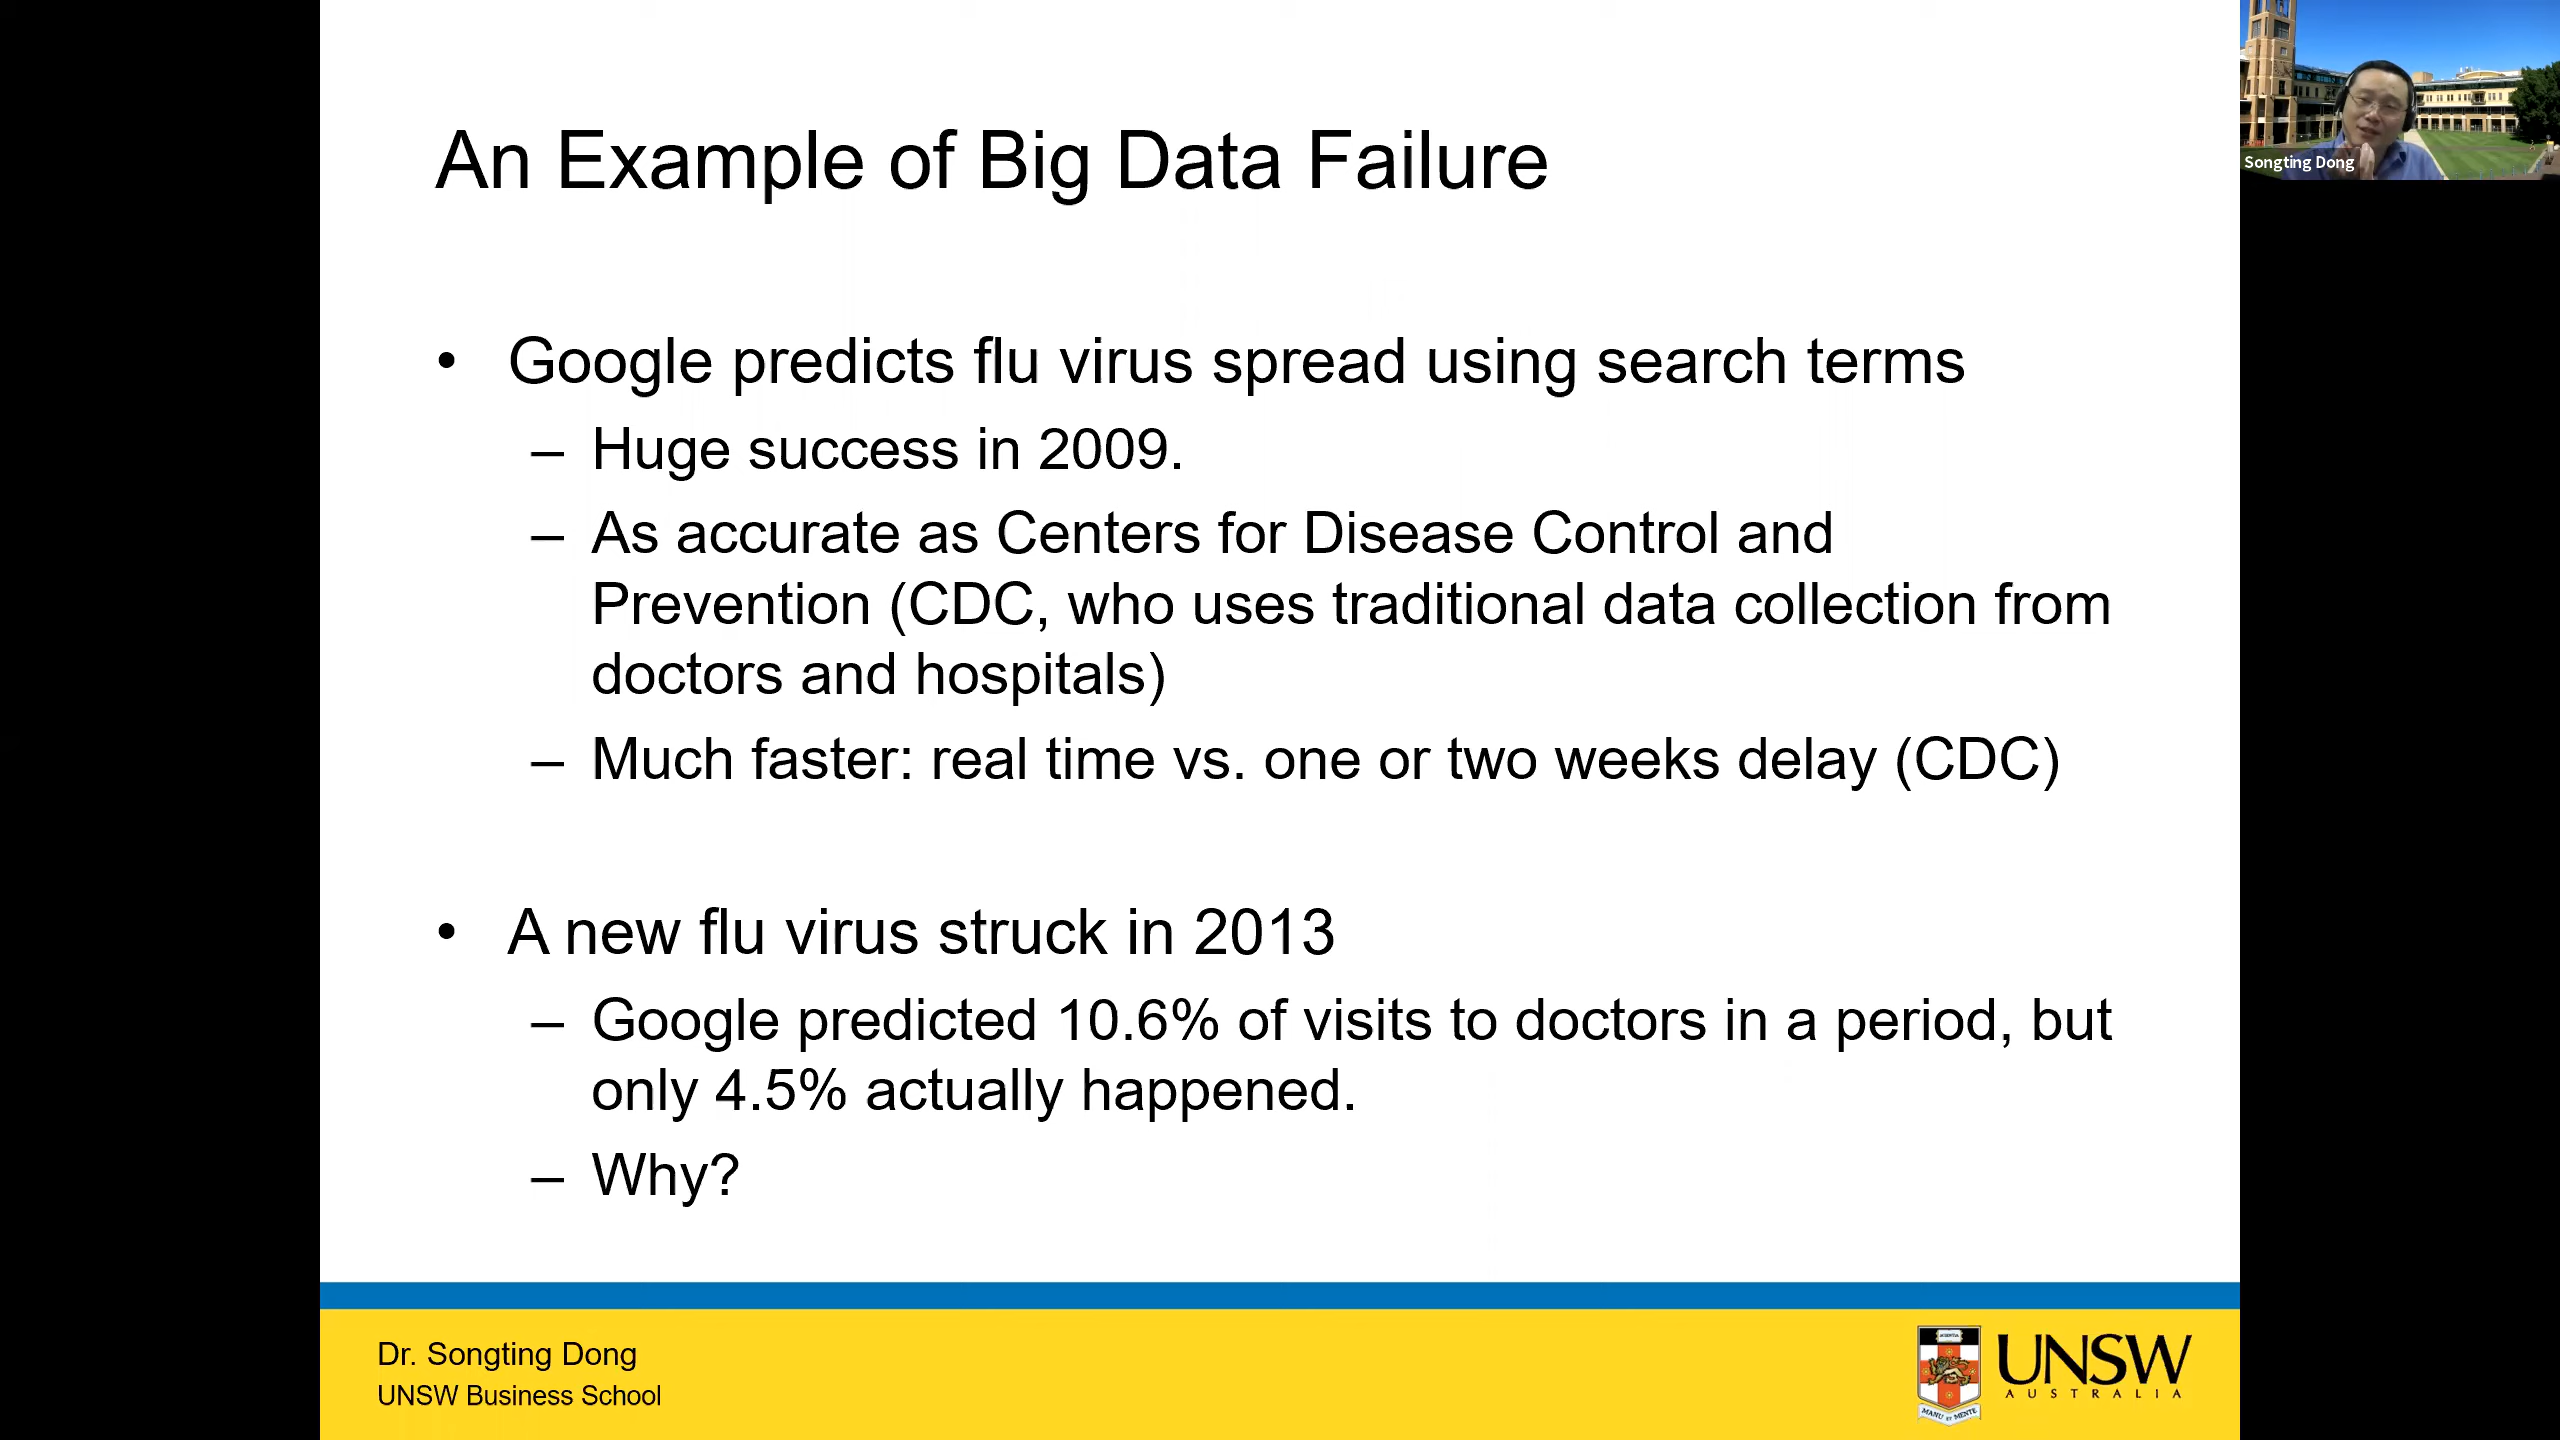 An Example of Big Data Failure
Songting Dong
• Google predicts flu virus spread using search terms
– Huge success in 2009.
– As accurate as Centers for Disease Control and
Prevention (CDC, who uses traditional data collection from
doctors and hospitals)
– Much faster: real time vs. one or two weeks delay (CDC)
• A new flu virus struck in 2013
– Google predicted 10.6% of visits to doctors in a period, but
only 4.5% actually happened.
– Why?
Dr. Songting Dong
UNSW Business School
SCIENTIA
MANU ET MENTE
UNSW
AUSTRALIA